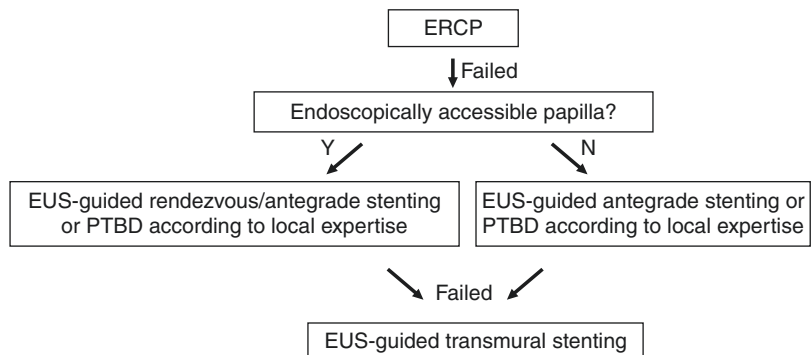 ERCP
Failed
Endoscopically accessible papilla?
Y
N
EUS-guided rendezvous/antegrade stenting
or PTBD according to local expertise
EUS-guided antegrade stenting or
PTBD according to local expertise
Failed
EUS-guided transmural stenting